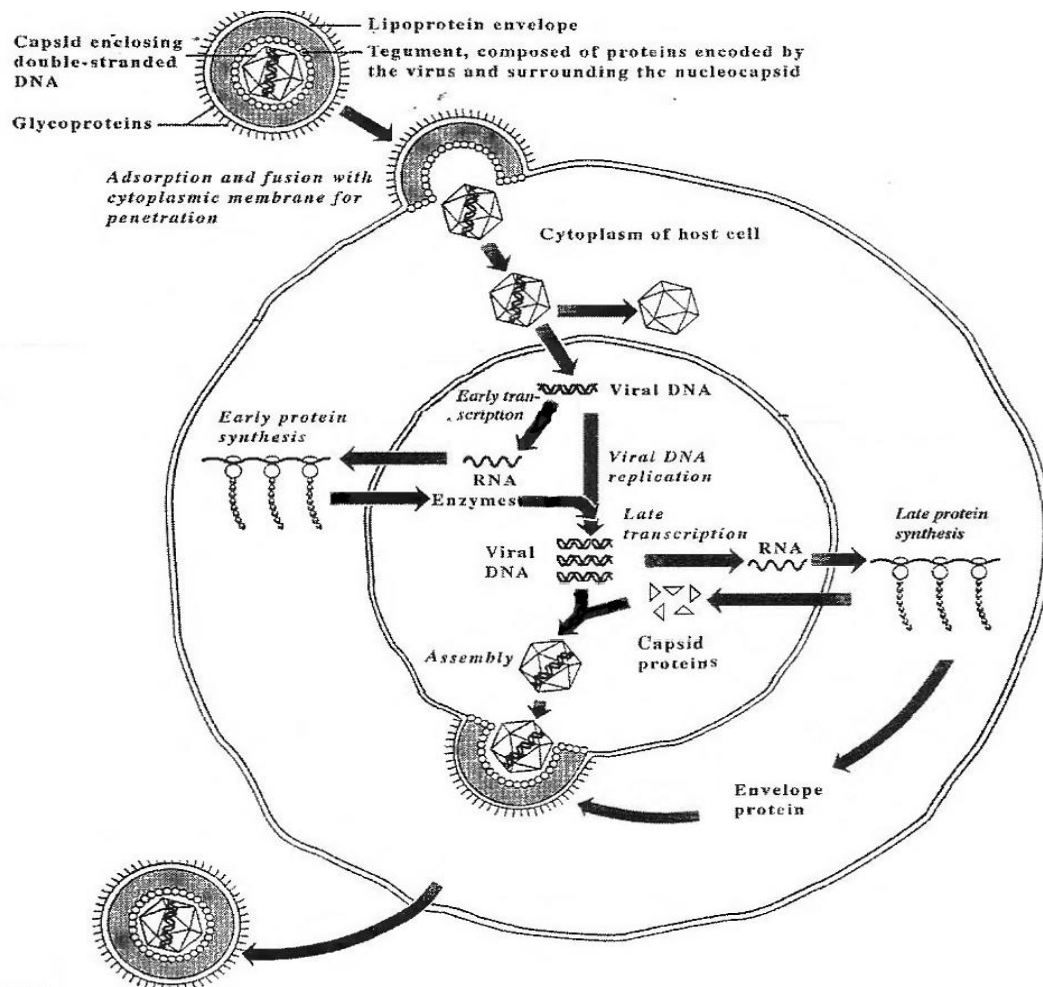 Lipoprotein envelope
Capsid enclosing
double-stranded
DNA
Tegument, composed of proteins encoded by
the virus and surrounding the nucleocapsid
Glycoproteins
Adsorption and fusion with
cytoplasmic membrane for
penetration
Cytoplasm of host cell
Viral DNA
Early tran-
scription
Early protein
synthesis
RNA
Enzymes
Viral DNA
replication
Late
transcription
RNA
Late protein
synthesis
Viral
DNA
Capsid
proteins
Assembly
Envelope
protein